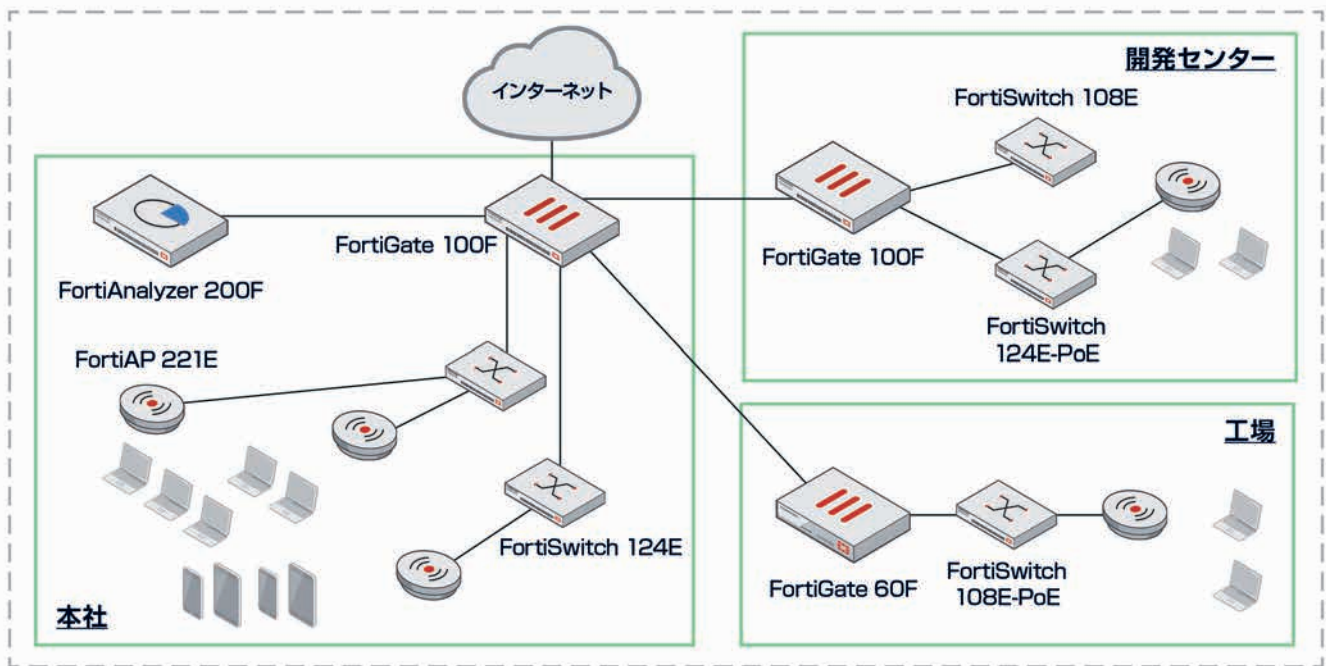 インターネット
本社
FortiAnalyzer 200F
FortiGate 100F
FortiAP 221E
FortiSwitch 124E
開発センター
FortiSwitch 108E
FortiGate 100F
FortiSwitch
124E-PoE
工場
FortiGate 60F
FortiSwitch
108E-PoE